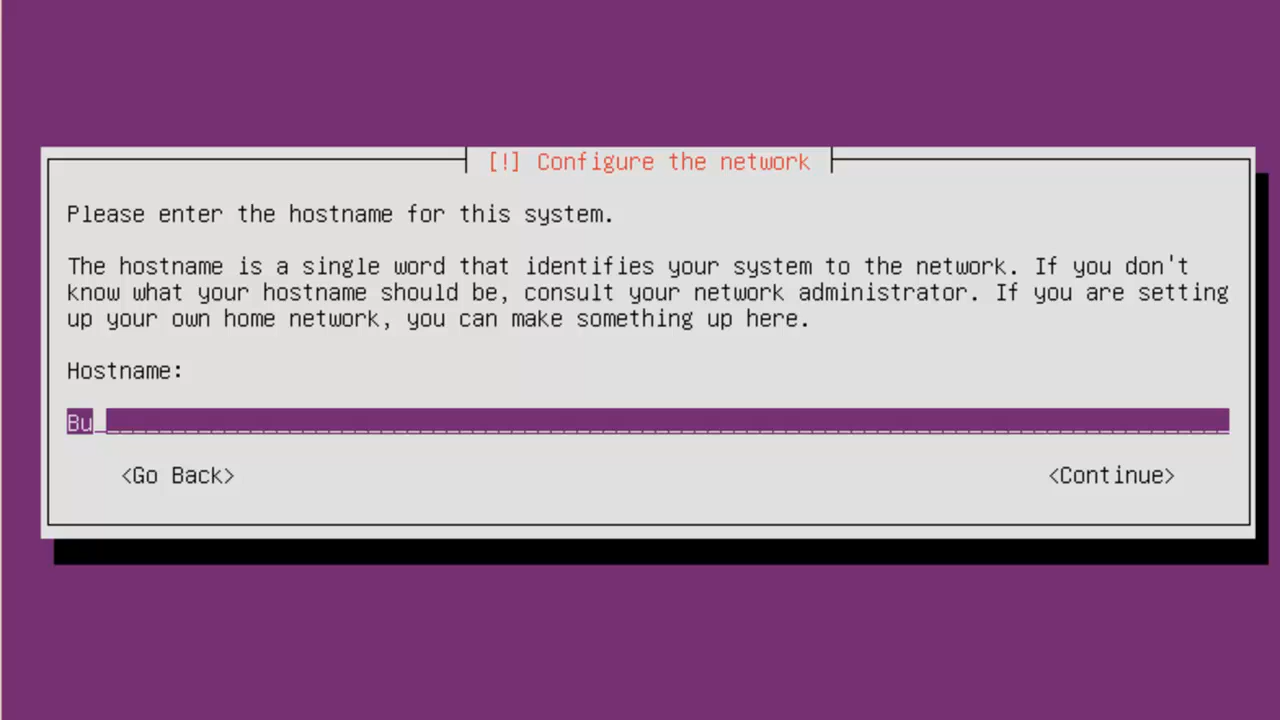 [!] Configure the network
Please enter the hostname for this system.
The hostname is a single word that identifies your system to the network. If you don't
know what your hostname should be, consult your network administrator. If you are setting
up your own home network, you can make something up here.
Hostname:
Bu
<Go Back> <Continue>